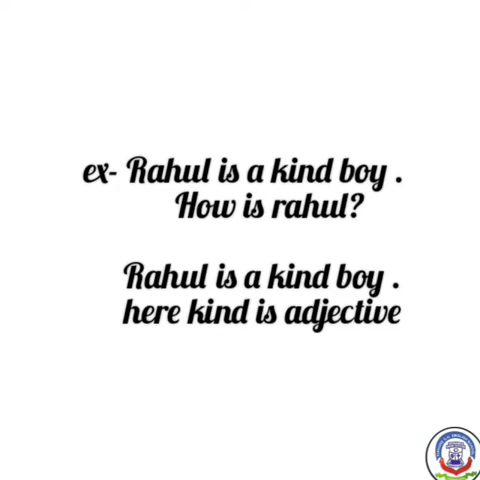 ex- Rahul is a kind boy .
How is rahul?
Rahul is a kind boy .
here kind is adjective